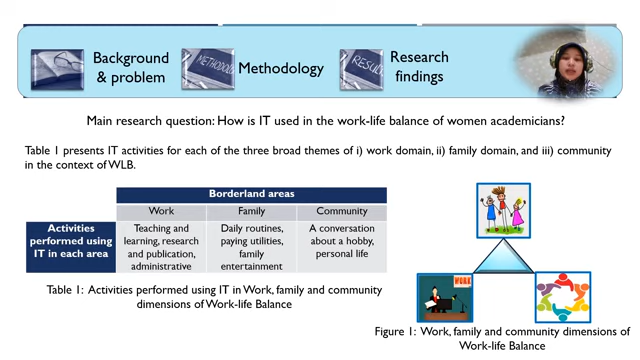 Background
& problem
METHODOLOGY
Methodology
RESULT
Research
findings
Main research question: How is IT used in the work-life balance of women academicians?
Table 1 presents IT activities for each of the three broad themes of i) work domain, ii) family domain, and iii) community
in the context of WLB.
Borderland areas
Work Family Community
Activities
performed using
IT in each area
Teaching and
learning, research
and publication,
administrative
Daily routines,
paying utilities,
family
entertainment
A conversation
about a hobby,
personal life
Table 1: Activities performed using IT in Work, family and community
dimensions of Work-life Balance
WORK
Figure 1: Work, family and community dimensions of
Work-life Balance